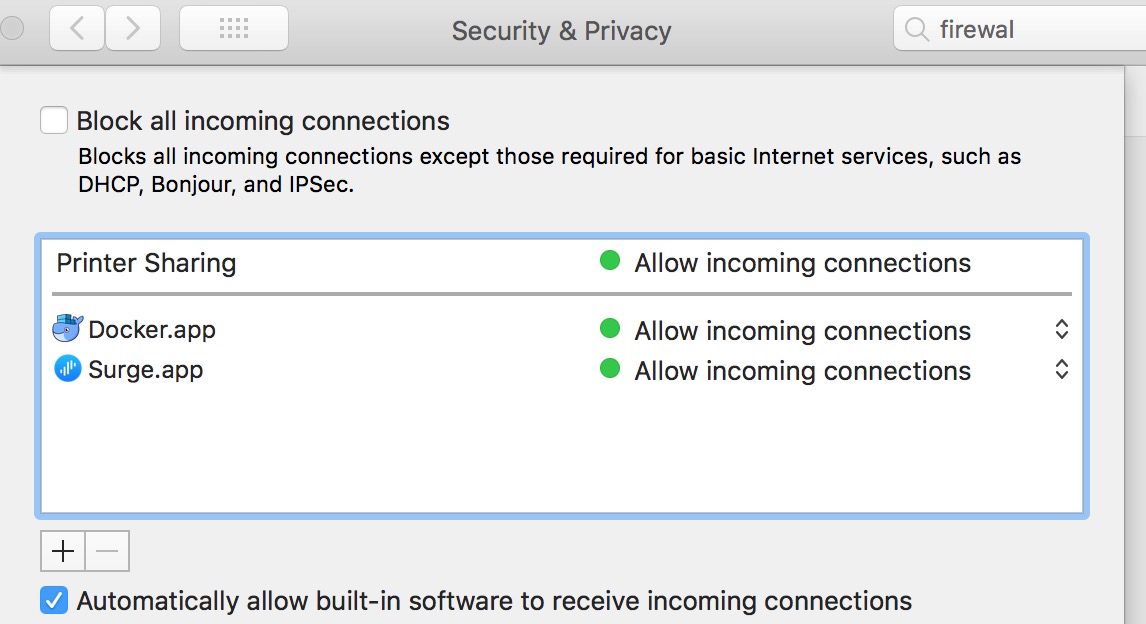 Security & Privacy
firewal
Block all incoming connections
Blocks all incoming connections except those required for basic Internet services, such as
DHCP, Bonjour, and IPSec.
Printer Sharing Allow incoming connections
Docker.app Allow incoming connections
Surge.app Allow incoming connections
Automatically allow built-in software to receive incoming connections